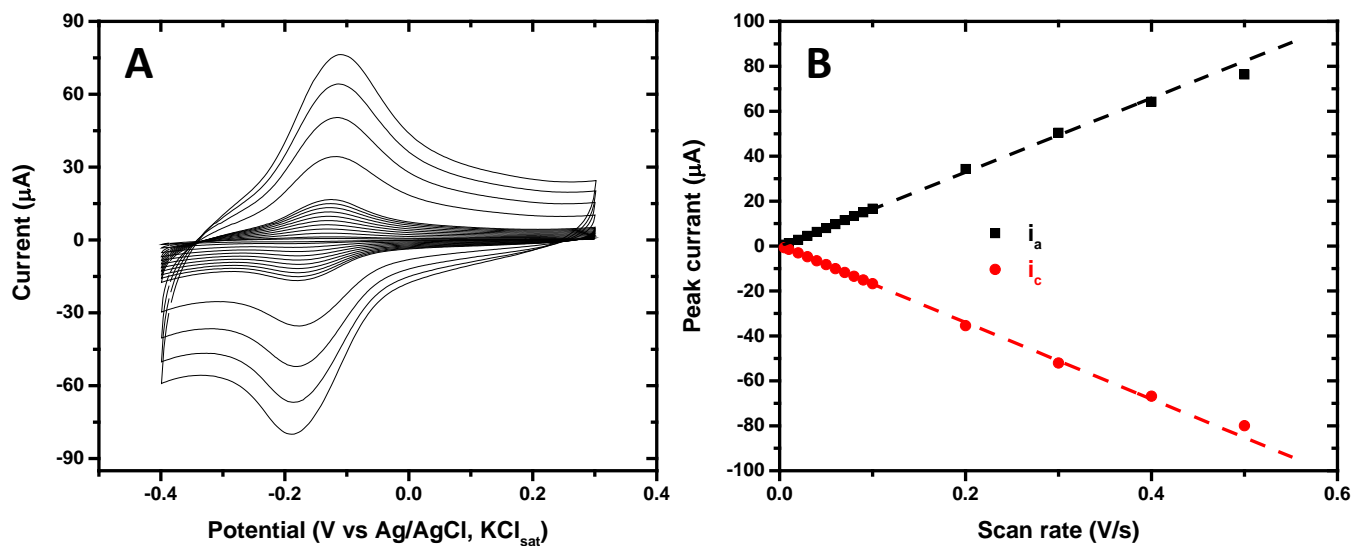 A
90
60
30
0
-30
-60
-90
Current (μA)
-0.4 -0.2 0.0 0.2 0.4
Potential (V vs Ag/AgCl, KClsat)
B
100
80
60
40
20
0
-20
-40
-60
-80
-100
Peak currant (μA)
ia
ic
0.0 0.2 0.4 0.6
Scan rate (V/s)